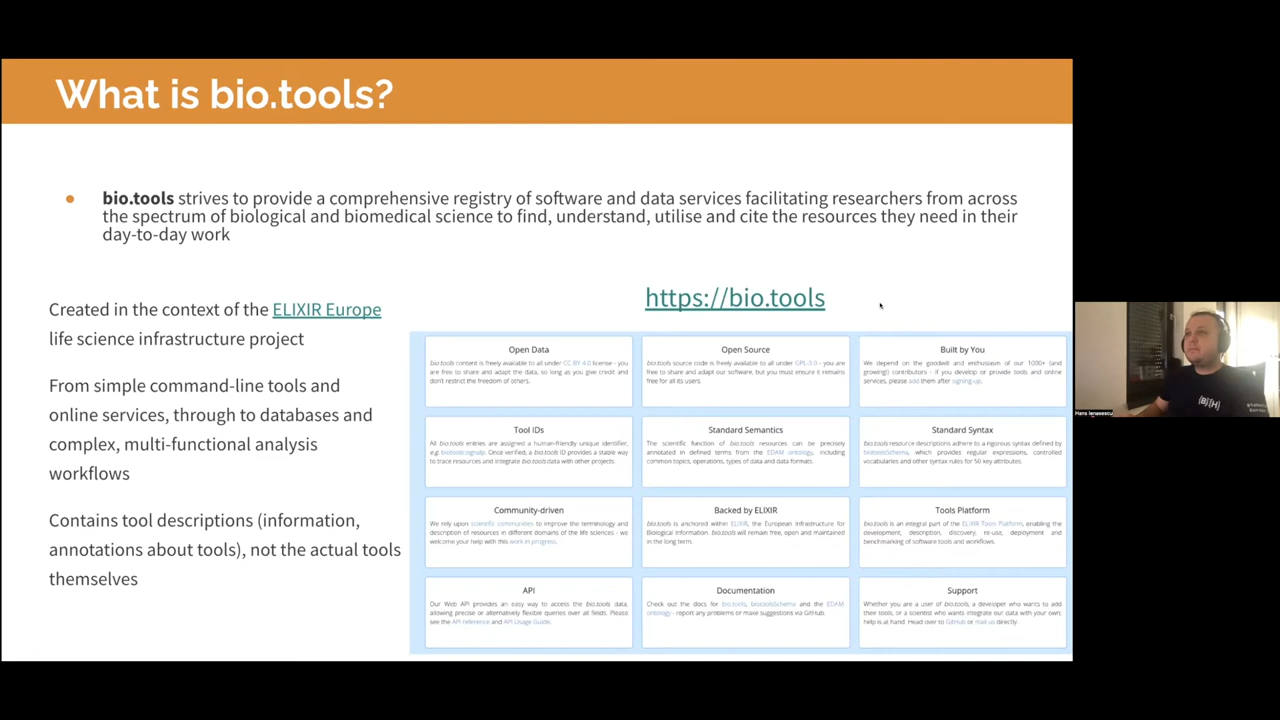 What is bio.tools?
● bio.tools strives to provide a comprehensive registry of software and data services facilitating researchers from across
the spectrum of biological and biomedical science to find, understand, utilise and cite the resources they need in their
day-to-day work
Created in the context of the ELIXIR Europe
life science infrastructure project
From simple command-line tools and
online services, through to databases and
complex, multi-functional analysis
workflows
Contains tool descriptions (information,
annotations about tools), not the actual tools
themselves
https://bio.tools
Open Data
bio.tools content is freely available to all under CC BY 4.0 license - you
are free to share and adapt the data, so long as you give credit and
don't restrict the freedom of others.
Open Source
bio.tools source code is freely available to all under GPL-3.0 - you are
free to share and adapt our software, but you must ensure it remains
free for all its users.
Built by You
We depend on the goodwill and enthusiasm of our 1000+ (and
growing!) contributors - if you develop or provide tools and online
services, please add them after signing-up.
Tool IDs
All bio.tools entries are assigned a human-friendly unique identifier,
e.g. biotools:signalp. Once verified, a bio.tools ID provides a stable way
to trace resources and integrate bio.tools data with other projects.
Standard Semantics
The scientific function of bio.tools resources can be precisely
annotated in defined terms from the EDAM ontology, including
common topics, operations, types of data and data formats.
Standard Syntax
bio.tools resource descriptions adhere to a rigorous syntax defined by
biotoolsSchema, which provides regular expressions, controlled
vocabularies and other syntax rules for 50 key attributes.
Community-driven
We rely upon scientific communities to improve the terminology and
description of resources in different domains of the life sciences - we
welcome your help with this work in progress.
Backed by ELIXIR
bio.tools is anchored within ELIXIR, the European Infrastructure for
Biological Information. bio.tools will remain free, open and maintained
in the long term.
Tools Platform
bio.tools is an integral part of the ELIXIR Tools Platform, enabling the
development, description, discovery, re-use, deployment and
benchmarking of software tools and workflows.
API
Our Web API provides an easy way to access the bio.tools data,
allowing precise or alternatively flexible queries over all fields. Please
see the API reference and API Usage Guide.
Documentation
Check out the docs for bio.tools, biotoolsSchema and the EDAM
ontology - report any problems or make suggestions via GitHub.
Support
Whether you are a user of bio.tools, a developer who wants to add
their tools, or a scientist who wants integrate our data with your own;
help is at hand. Head over to GitHub or mail us directly.
Hans Ienasescu